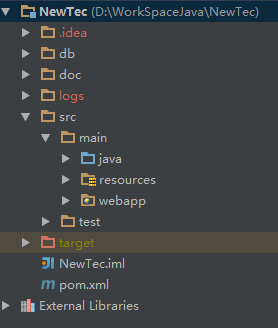 NewTec (D:\WorkSpaceJava\NewTec)
.idea
db
doc
logs
src
main
java
resources
webapp
test
target
NewTec.iml
pom.xml
External Libraries